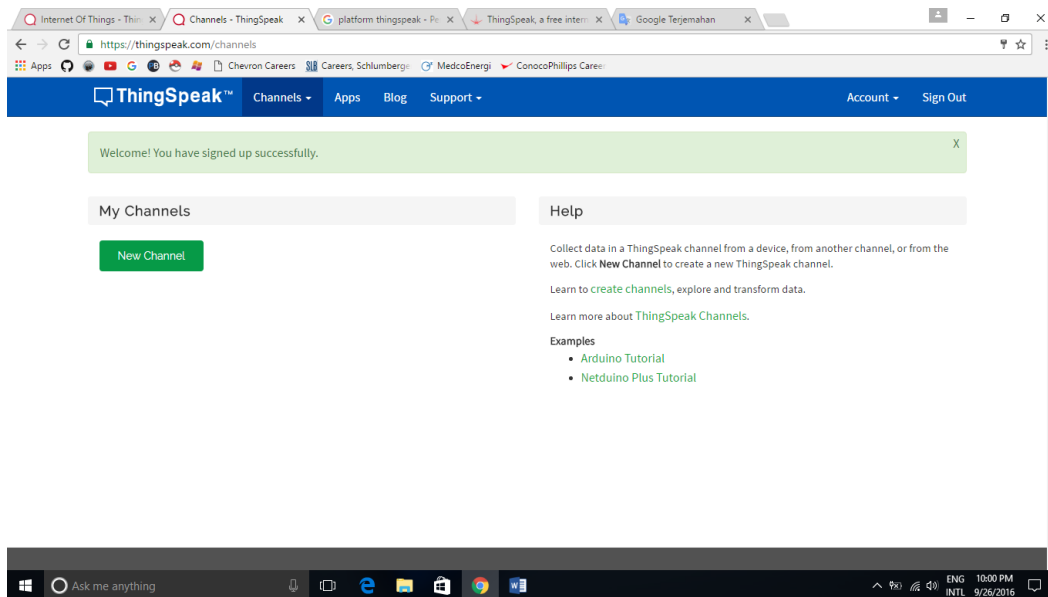 Internet Of Things - Thin
Channels - ThingSpeak
platform thingspeak - Pe
ThingSpeak, a free intern
Google Terjemahan
https://thingspeak.com/channels
Apps
Chevron Careers
Careers, Schlumberge
MedcoEnergi
ConocoPhillips Career
ThingSpeak™ Channels Apps Blog Support
Account Sign Out
Welcome! You have signed up successfully.
X
My Channels
New Channel
Help
Collect data in a ThingSpeak channel from a device, from another channel, or from the
web. Click New Channel to create a new ThingSpeak channel.
Learn to create channels, explore and transform data.
Learn more about ThingSpeak Channels.
Examples
• Arduino Tutorial
• Netduino Plus Tutorial
Ask me anything
ENG
INTL
10:00 PM
9/26/2016